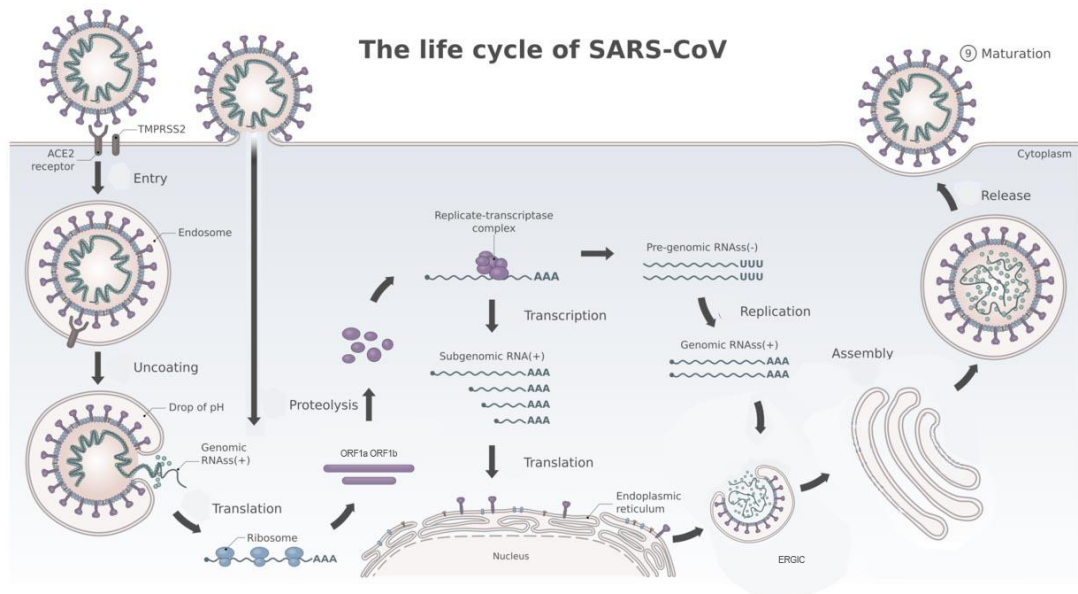 The life cycle of SARS-CoV
⑨ Maturation
TMPRSS2
ACE2
receptor
Cytoplasm
Entry
Release
Endosome
Replicate-transcriptase
complex
Pre-genomic RNAss(-)
UUU
UUU
AAA
Transcription
Replication
Subgenomic RNA(+)
AAA
AAA
AAA
AAA
Genomic RNAss(+)
AAA
AAA
Assembly
Uncoating
Drop of pH
Proteolysis
Genomic
RNAss(+)
ORF1a ORF1b
Translation
Translation
Endoplasmic
reticulum
Ribosome
AAA
Nucleus
ERGIC